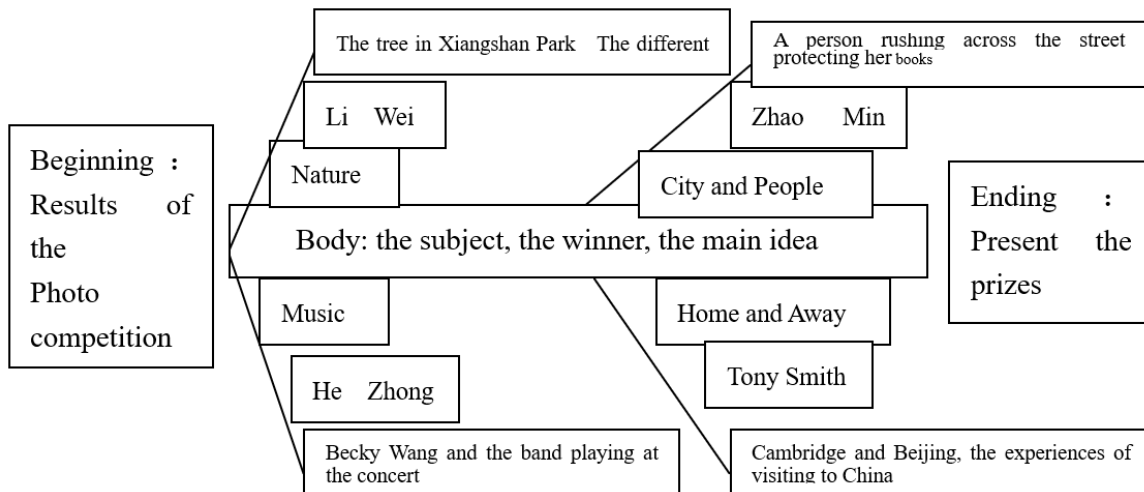 The tree in Xiangshan Park The different
Li Wei
Nature
A person rushing across the street
protecting her books
Zhao Min
City and People
Beginning：
Results of
the
Photo
competition
Body: the subject, the winner, the main idea
Ending：
Present the
prizes
Music
He Zhong
Becky Wang and the band playing at
the concert
Home and Away
Tony Smith
Cambridge and Beijing, the experiences of
visiting to China